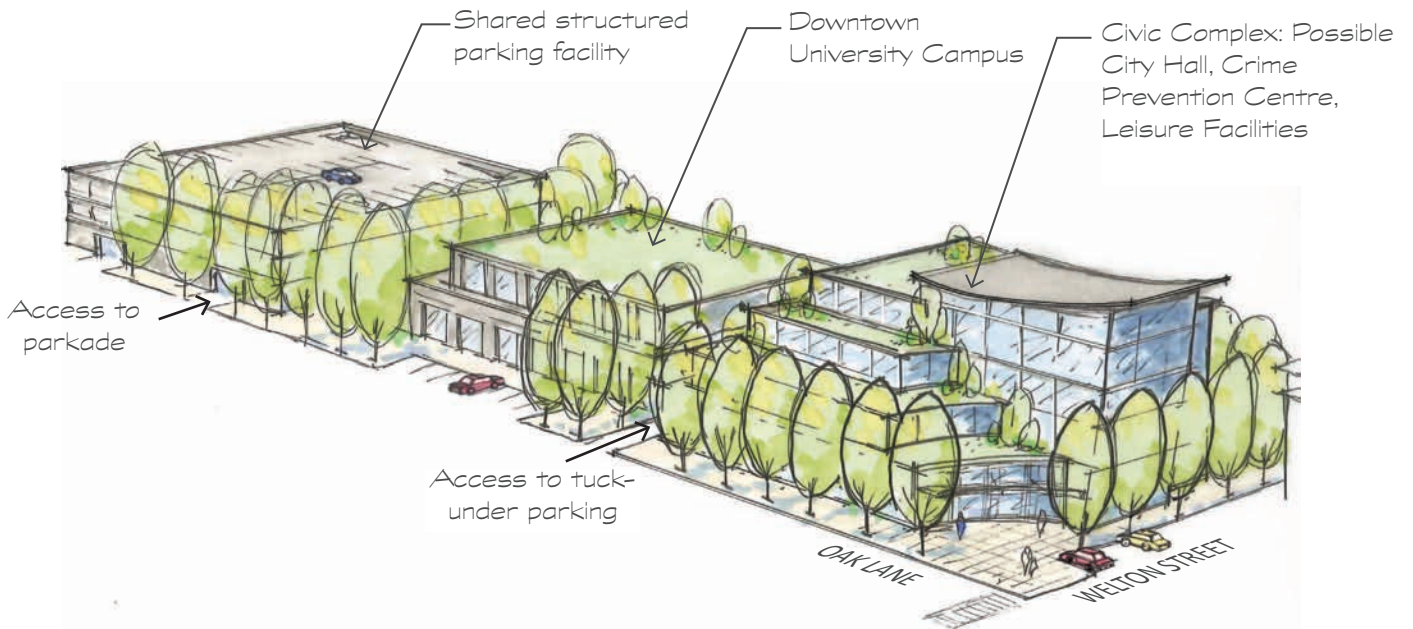 Shared structured
parking facility
Downtown
University Campus
Civic Complex: Possible
City Hall, Crime
Prevention Centre,
Leisure Facilities
Access to
parkade
Access to tuck-
under parking
OAK LANE
WELTON STREET